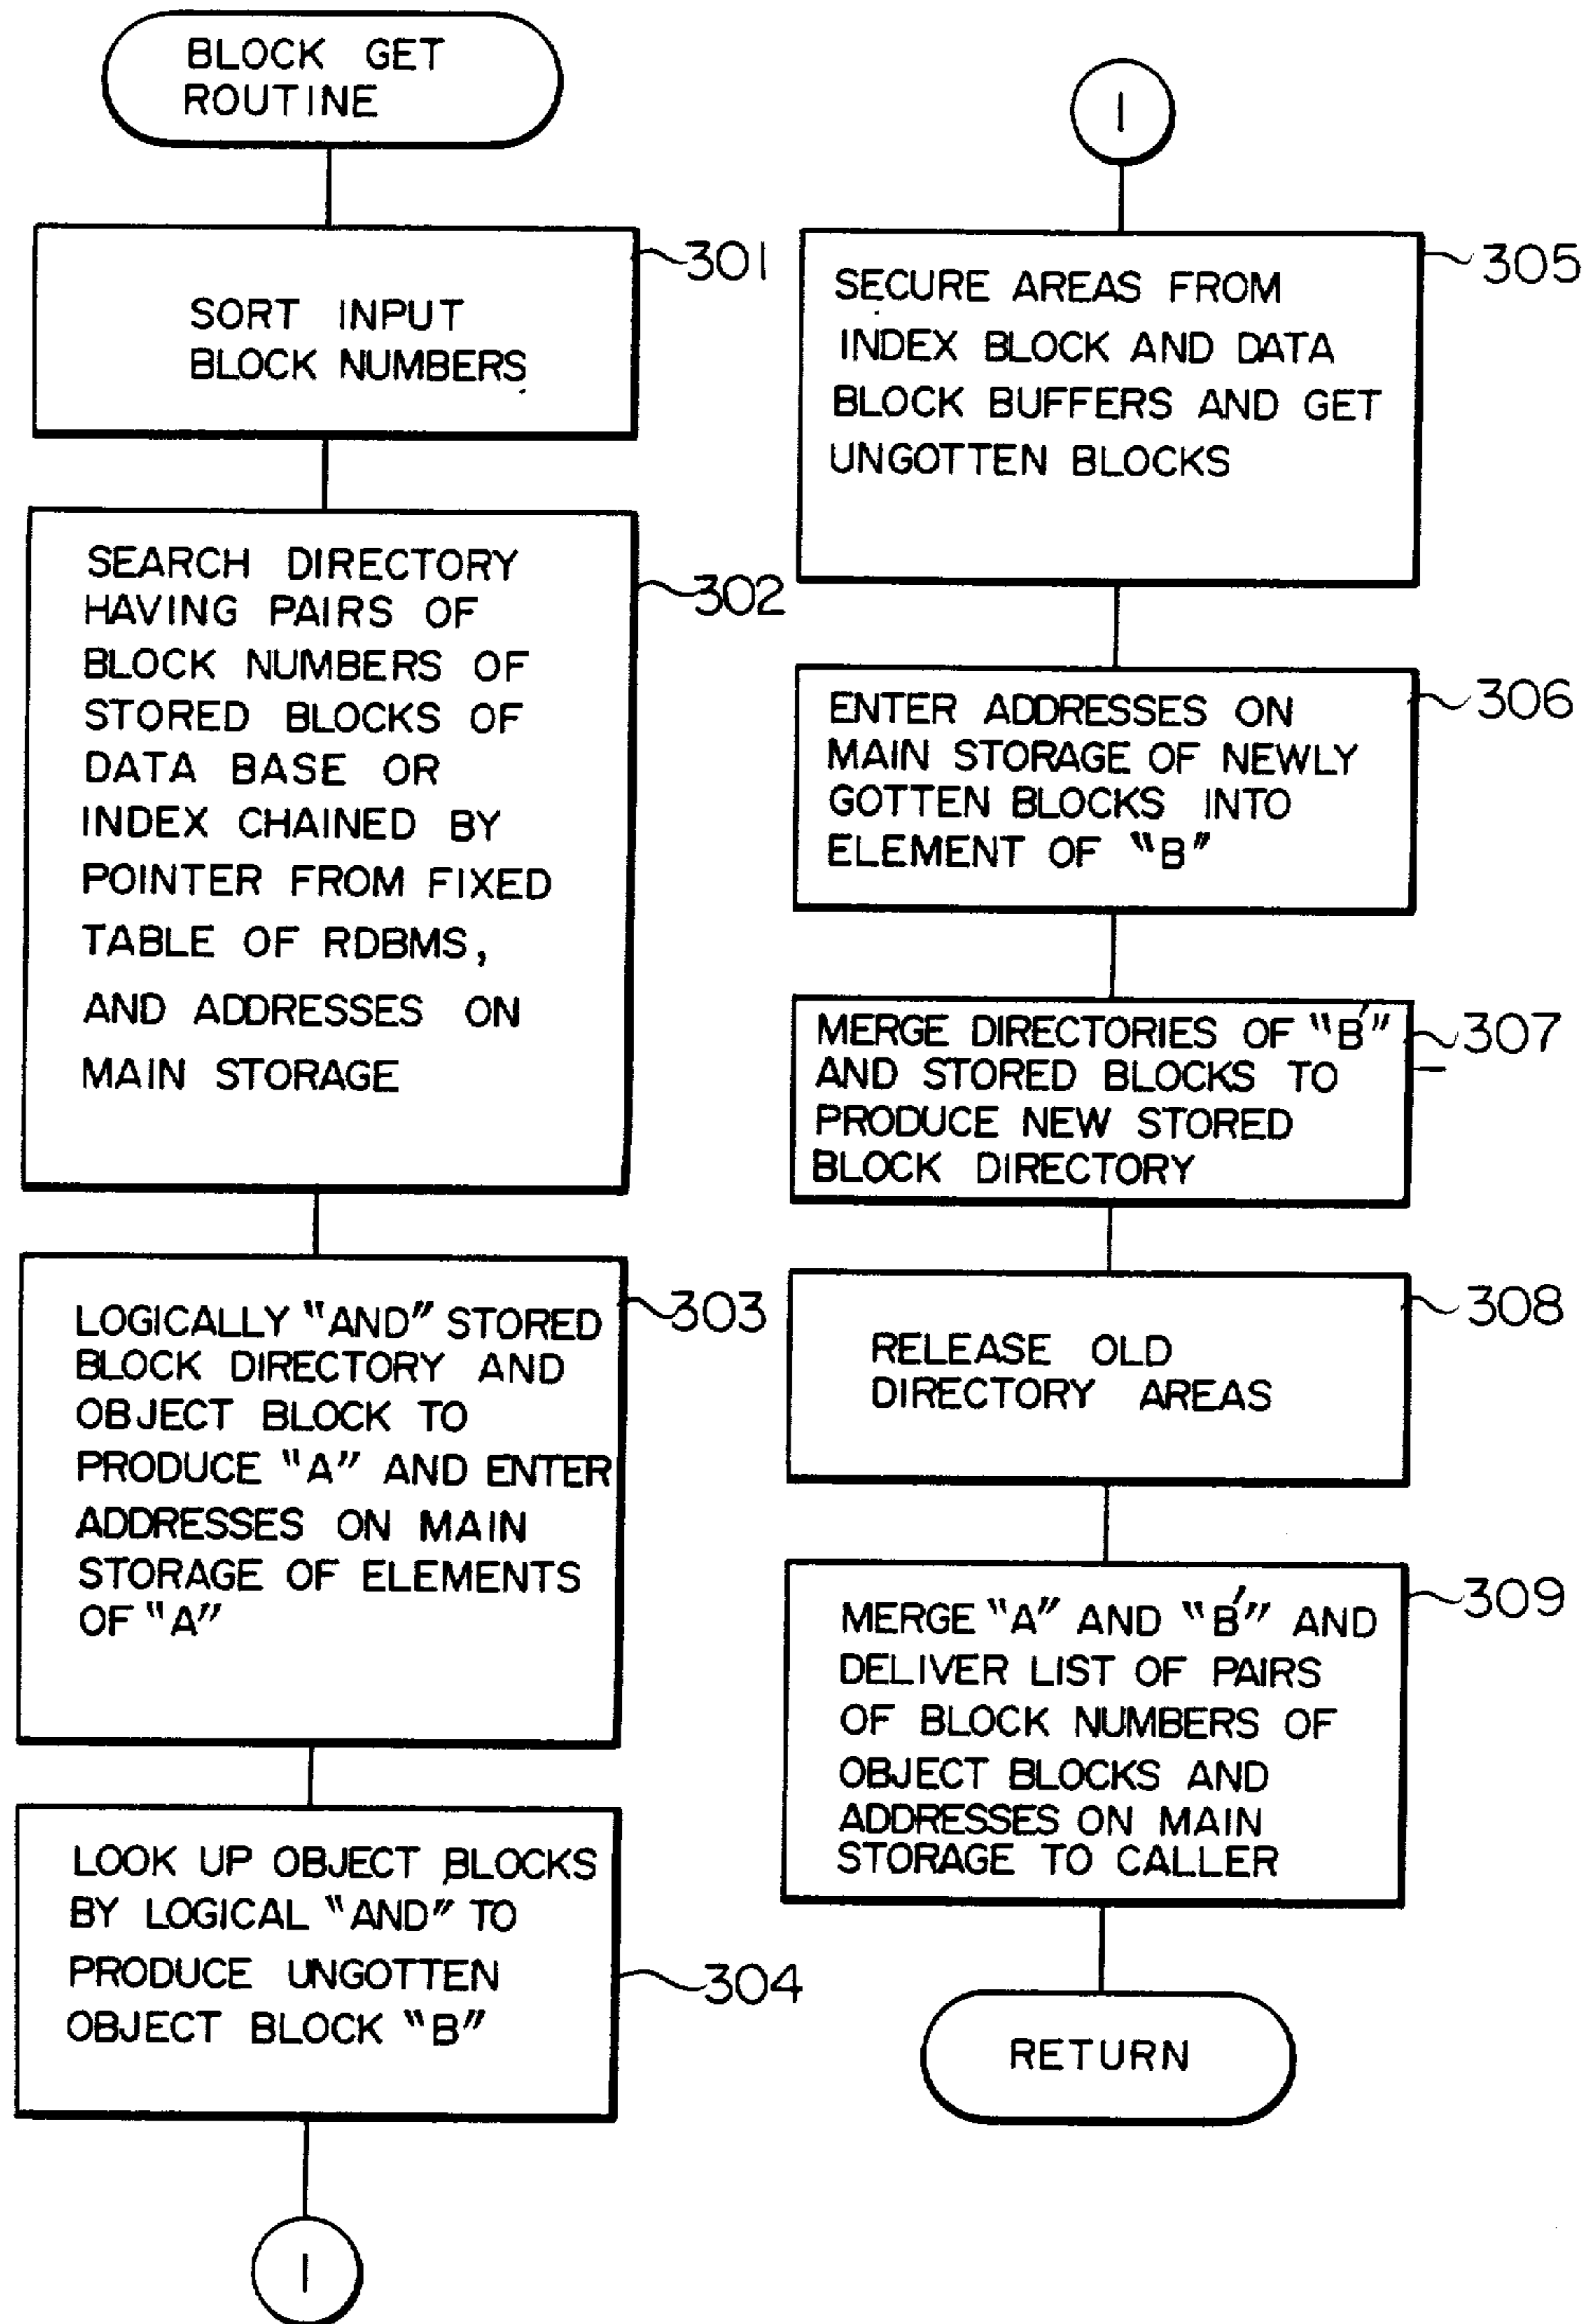 BLOCK GET
ROUTINE
301
SORT INPUT
BLOCK NUMBERS
302
SEARCH DIRECTORY
HAVING PAIRS OF
BLOCK NUMBERS OF
STORED BLOCKS OF
DATA BASE OR
INDEX CHAINED BY
POINTER FROM FIXED
TABLE OF RDBMS,
AND ADDRESSES ON
MAIN STORAGE
303
LOGICALLY "AND" STORED
BLOCK DIRECTORY AND
OBJECT BLOCK TO
PRODUCE "A" AND ENTER
ADDRESSES ON MAIN
STORAGE OF ELEMENTS
OF "A"
304
LOOK UP OBJECT BLOCKS
BY LOGICAL "AND" TO
PRODUCE UNGOTTEN
OBJECT BLOCK "B"
1
1
305
SECURE AREAS FROM
INDEX BLOCK AND DATA
BLOCK BUFFERS AND GET
UNGOTTEN BLOCKS
306
ENTER ADDRESSES ON
MAIN STORAGE OF NEWLY
GOTTEN BLOCKS INTO
ELEMENT OF "B"
307
MERGE DIRECTORIES OF "B'"
AND STORED BLOCKS TO
PRODUCE NEW STORED
BLOCK DIRECTORY
308
RELEASE OLD
DIRECTORY AREAS
309
MERGE "A" AND "B'" AND
DELIVER LIST OF PAIRS
OF BLOCK NUMBERS OF
OBJECT BLOCKS AND
ADDRESSES ON MAIN
STORAGE TO CALLER
RETURN